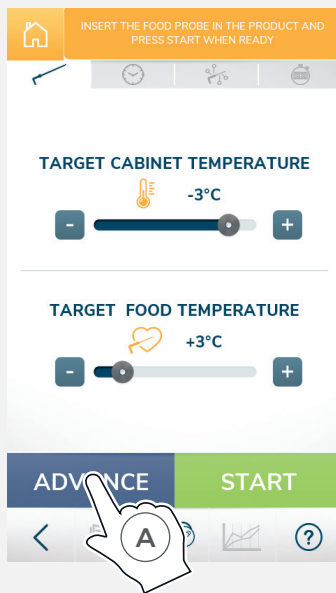 INSERT THE FOOD PROBE IN THE PRODUCT AND
PRESS START WHEN READY
TARGET CABINET TEMPERATURE
-3°C
- +
TARGET FOOD TEMPERATURE
+3°C
- +
ADVANCE START
A ? ?